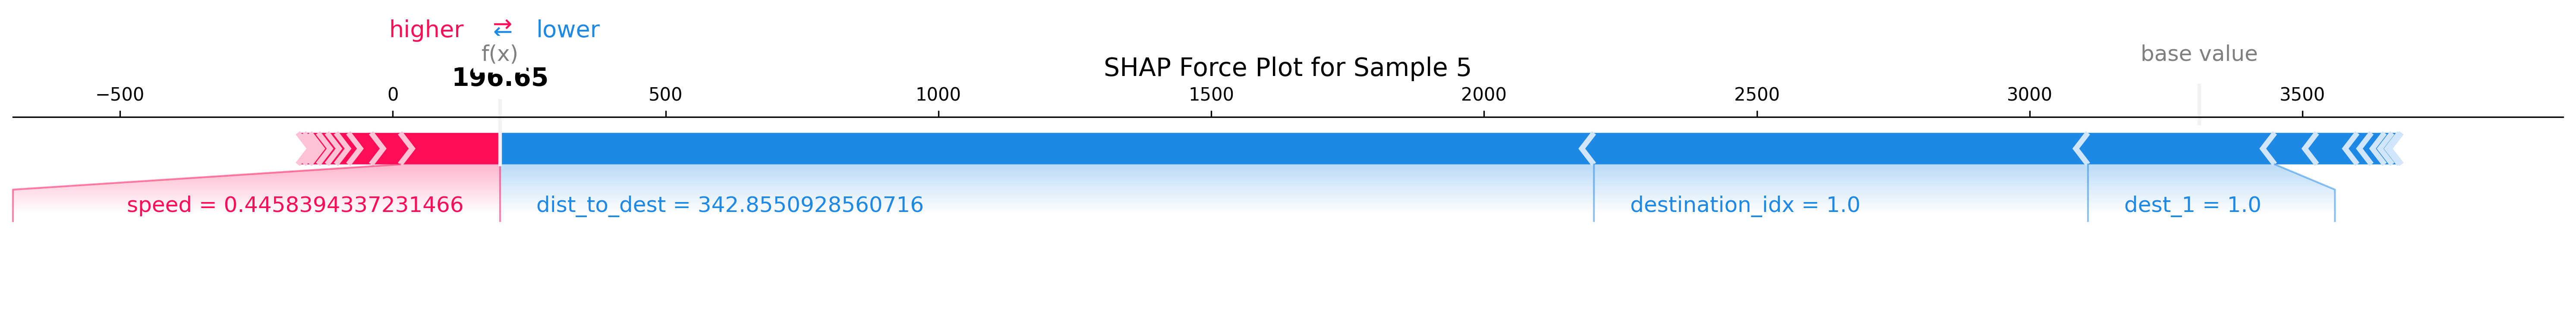 higher ⇄ lower
f(x)
base value
196.65
SHAP Force Plot for Sample 5
−500 0 500 1000 1500 2000 2500 3000 3500
speed = 0.4458394337231466 dist_to_dest = 342.8550928560716 destination_idx = 1.0 dest_1 = 1.0